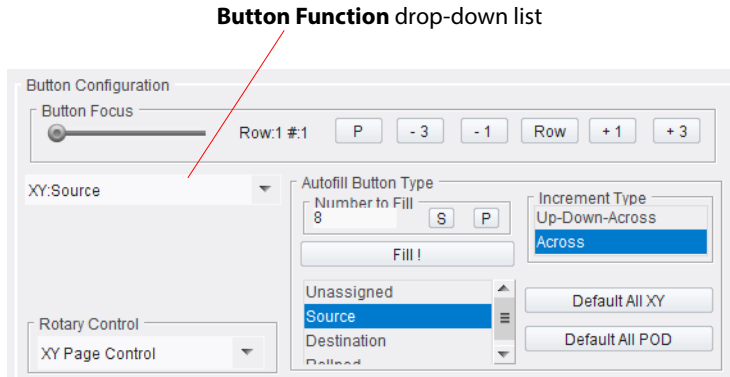 Button Function drop-down list
Button Configuration
Button Focus
Row:1 #:1 P - 3 - 1 Row + 1 + 3
XY:Source
Autofill Button Type
Number to Fill
8 S P
Fill !
Increment Type
Up-Down-Across
Across
Unassigned
Source
Destination
Default All XY
Default All POD
Rotary Control
XY Page Control